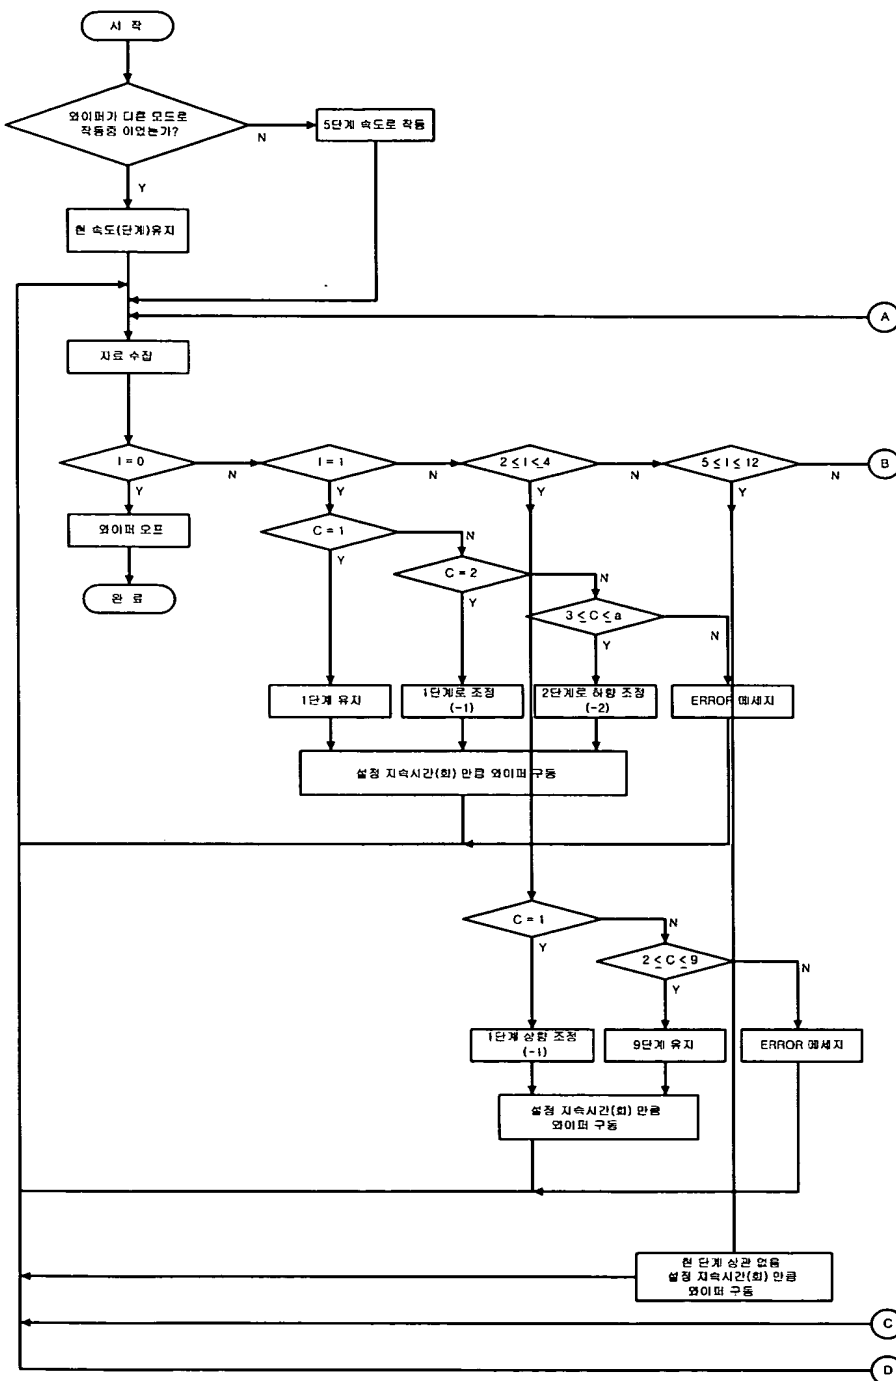 시 작
와이퍼가 다른 모드로
작동중 이었는가?
N
5단계 속도로 작동
Y
현 속도(단계)유지
A
자료 수집
I = 0
N
I = 1
N
2 ≤ I ≤ 4
N
5 ≤ I ≤ 12
N
B
Y
Y
Y
Y
와이퍼 오프
C = 1
N
완 료
Y
C = 2
N
Y
3 ≤ C ≤ a
N
Y
1단계 유지
1단계로 조정
(-1)
2단계로 하향 조정
(-2)
ERROR 메세지
설정 지속시간(회) 만큼 와이퍼 구동
C = 1
N
Y
2 ≤ C ≤ 9
N
Y
1단계 상향 조정
(-1)
9단계 유지
ERROR 메세지
설정 지속시간(회) 만큼
와이퍼 구동
현 단계 상관 없음
설정 지속시간(회) 만큼
와이퍼 구동
C
D